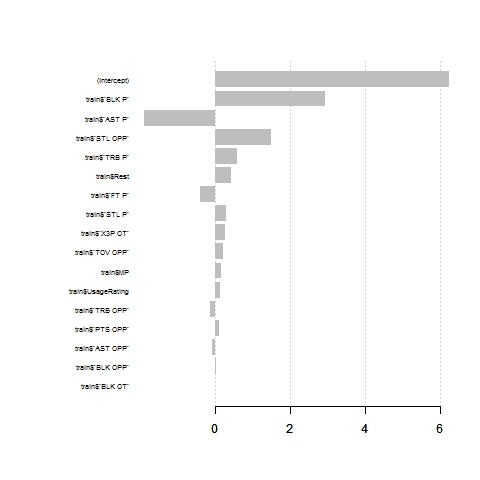 (Intercept)
train$`BLK P`
train$`AST P`
train$`STL OPP`
train$`TRB P`
train$Rest
train$`FT P`
train$`STL P`
train$`X3P OT`
train$`TOV OPP`
train$MP
train$UsageRating
train$`TRB OPP`
train$`PTS OPP`
train$`AST OPP`
train$`BLK OPP`
train$`BLK OT`
0 2 4 6